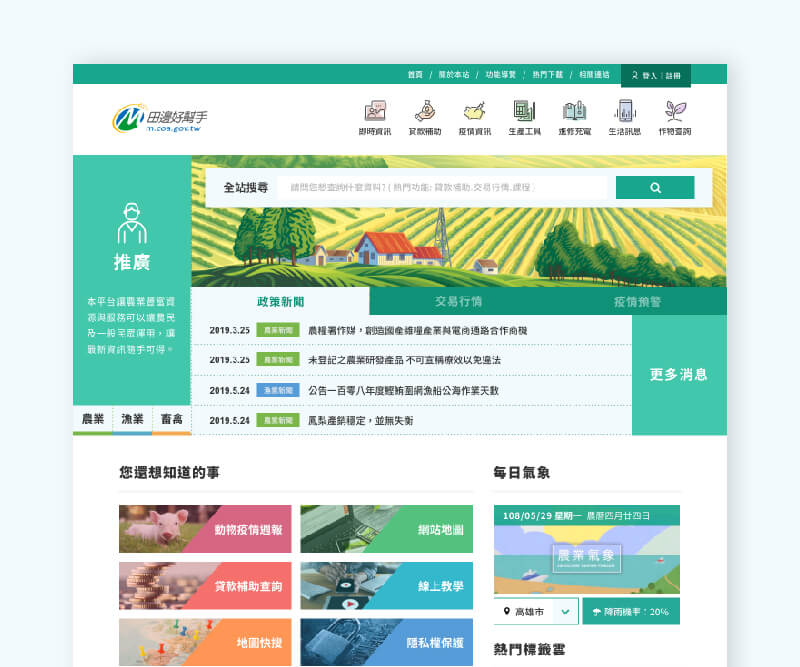 首頁 / 關於本站 / 功能導覽 / 熱門下載 / 相關連結
登入 | 註冊
田邊好幫手
m.coa.gov.tw
即時資訊 貸款補助 疫情資訊 生產工具 進修充電 生活訊息 作物查詢
全站搜尋 請問您想查詢什麼資料? ( 熱門功能: 貸款補助.交易行情.課程 )
推廣
本平台讓農業豐富資
源與服務可以讓農民
及一般民眾運用，讓
最新資訊隨手可得。
農業 漁業 畜禽
政策新聞 交易行情 疫情預警
2019.3.25 農業新聞 農糧署作媒，創造國產雜糧產業與電商通路合作商機
2019.3.25 農業新聞 未登記之農業研發產品 不可宣稱療效以免違法
2019.5.24 漁業新聞 公告一百零八年度鰹鮪圍網漁船公海作業天數
2019.5.24 農業新聞 鳳梨產銷穩定，並無失衡
更多消息
您還想知道的事
動物疫情週報 網站地圖
貸款補助查詢 線上教學
地圖快搜 隱私權保護
每日氣象
108/05/29 星期一 農曆四月廿四日
農業氣象
高雄市 降雨機率：20%
熱門標籤雲